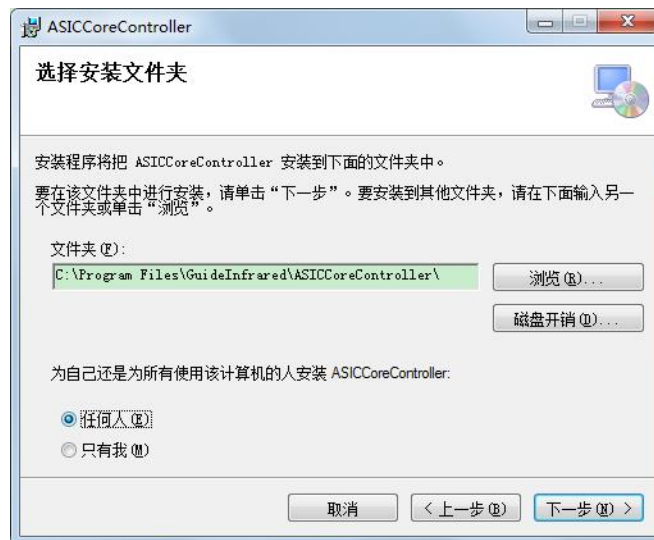 ASICCoreController
选择安装文件夹
安装程序将把 ASICCoreController 安装到下面的文件夹中。
要在该文件夹中进行安装，请单击“下一步”。要安装到其他文件夹，请在下面输入另一
个文件夹或单击“浏览”。
文件夹(F):
C:\Program Files\GuideInfrared\ASICCoreController\
浏览(R)...
磁盘开销(D)...
为自己还是为所有使用该计算机的人安装 ASICCoreController:
任何人(E)
只有我(M)
取消
< 上一步(B)
下一步(N) >